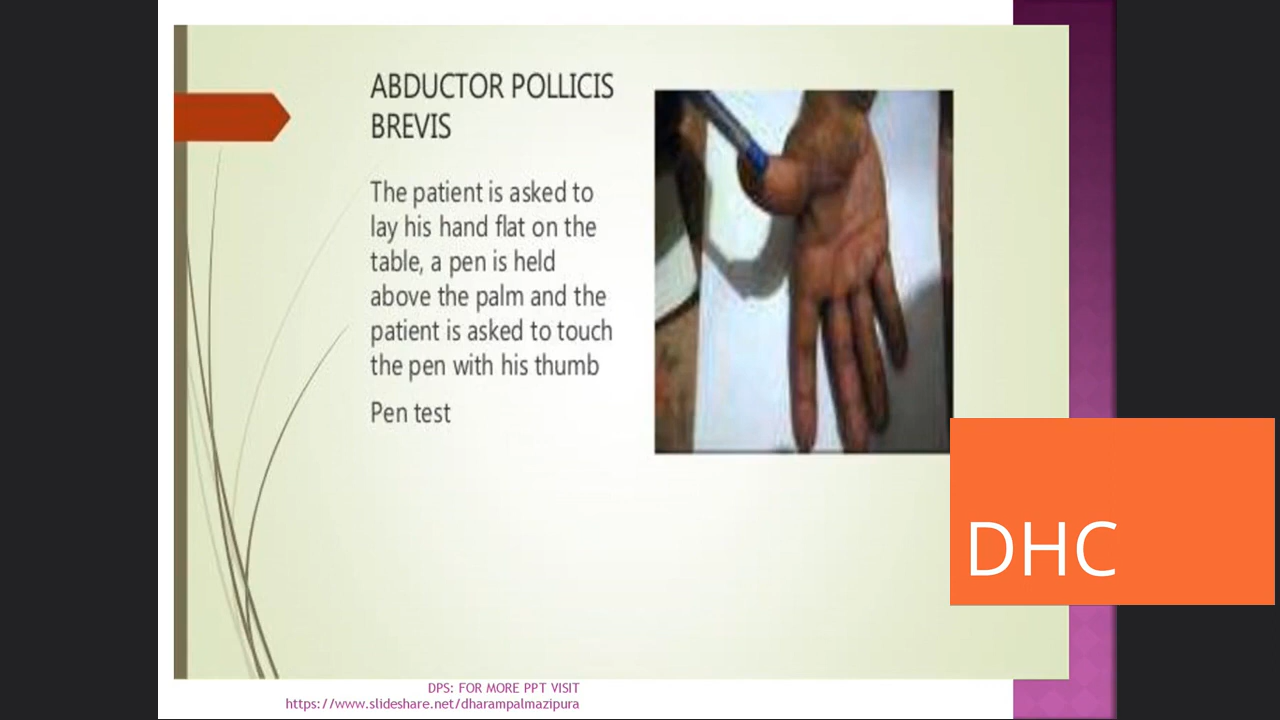 ABDUCTOR POLLICIS
BREVIS
The patient is asked to
lay his hand flat on the
table, a pen is held
above the palm and the
patient is asked to touch
the pen with his thumb
Pen test
DHC
DPS: FOR MORE PPT VISIT
https://www.slideshare.net/dharampalmazipura